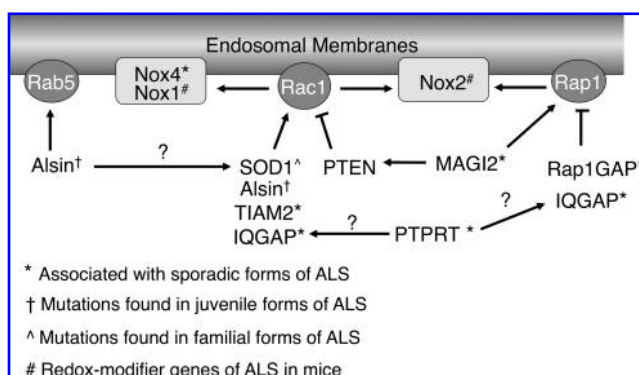 Endosomal Membranes
Rab5
Nox4*
Nox1#
Rac1
Nox2#
Rap1
Alsin†
?
SOD1^
Alsin†
TIAM2*
IQGAP*
PTEN
MAGI2*
Rap1GAP*
IQGAP*
?
?
PTPRT *
* Associated with sporadic forms of ALS
† Mutations found in juvenile forms of ALS
^ Mutations found in familial forms of ALS
# Redox-modifier genes of ALS in mice